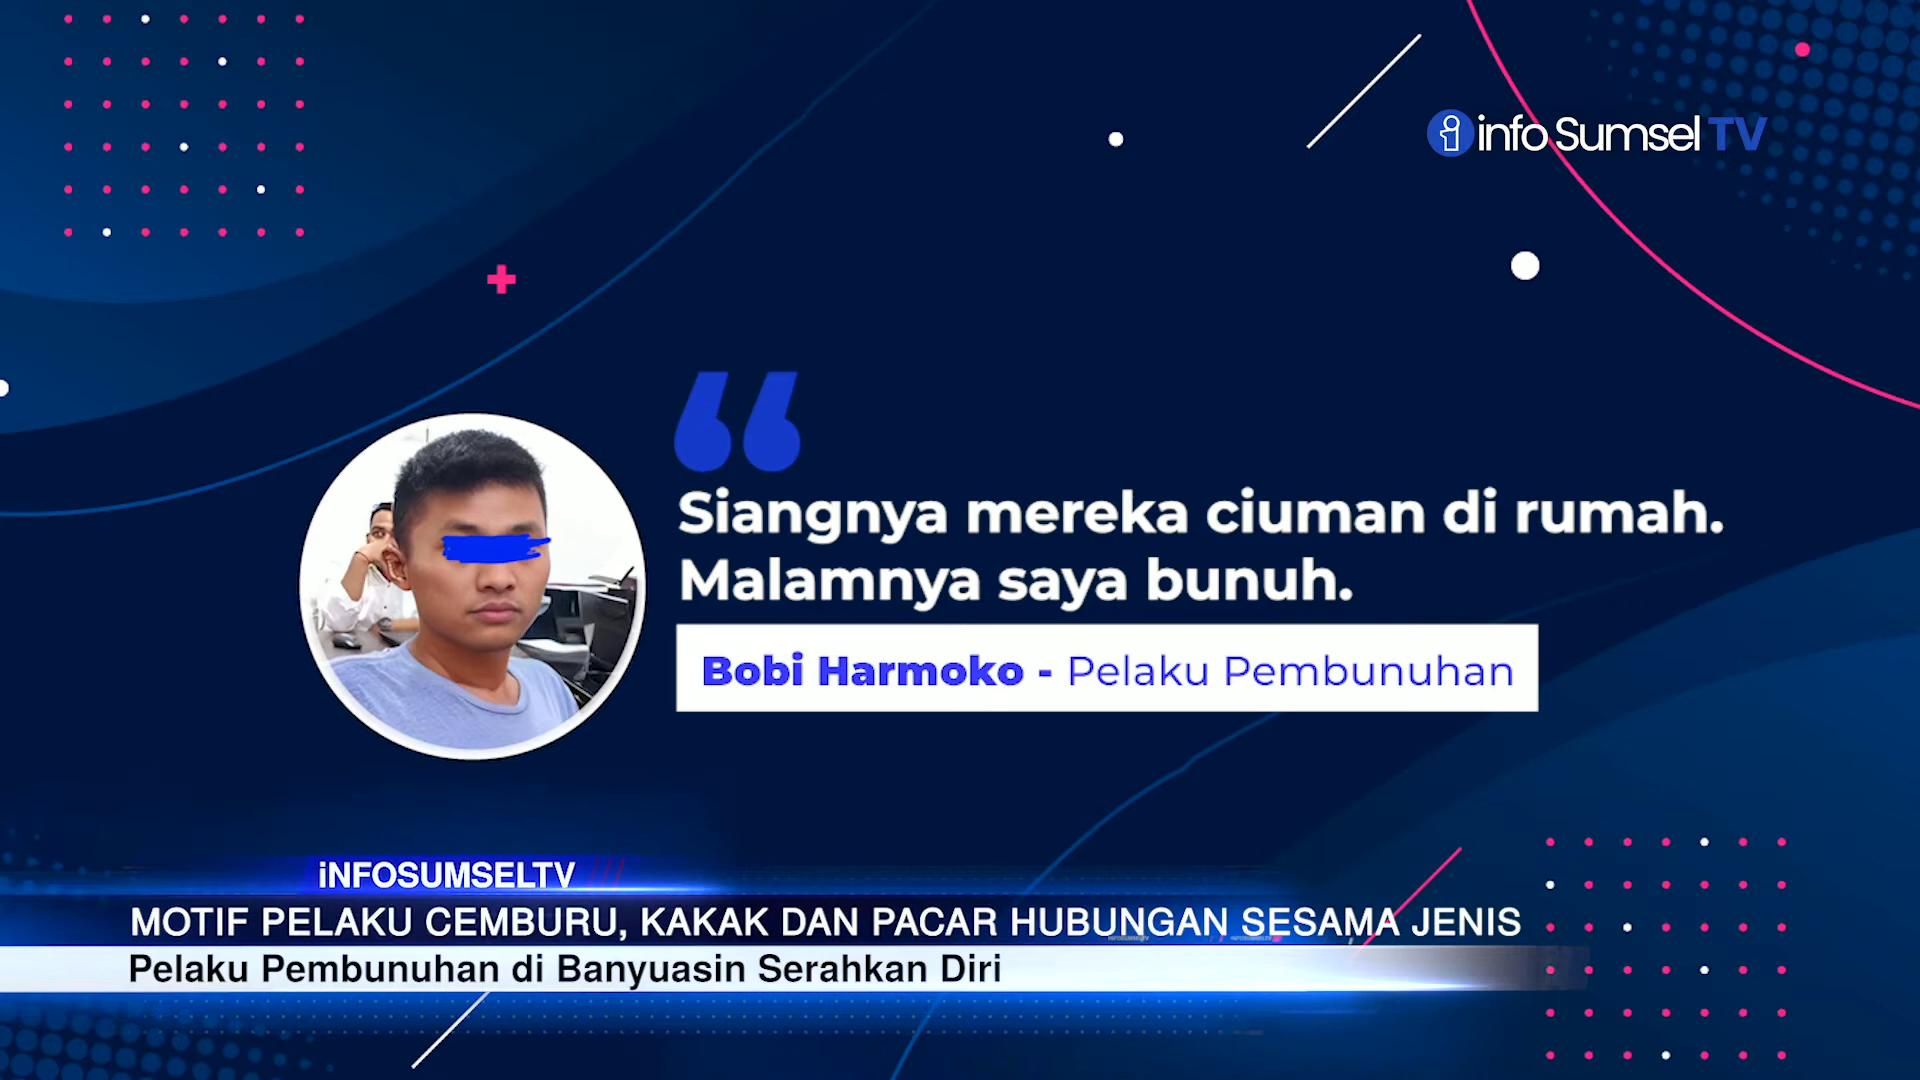 info Sumsel TV
Siangnya mereka ciuman di rumah.
Malamnya saya bunuh.
Bobi Harmoko - Pelaku Pembunuhan
iNFOSUMSELTV
MOTIF PELAKU CEMBURU, KAKAK DAN PACAR HUBUNGAN SESAMA JENIS
Pelaku Pembunuhan di Banyuasin Serahkan Diri